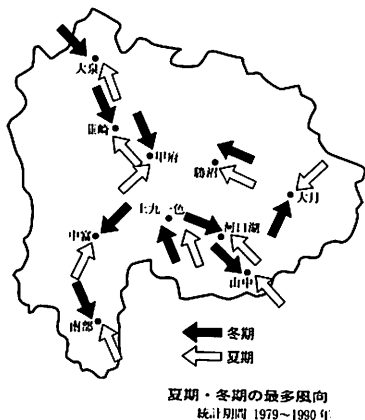 大泉
韮崎
甲府
勝沼
大月
上九一色
中富
河口湖
山中
南部
冬期
夏期
夏期・冬期の最多風向
統計期間 1979~1990年